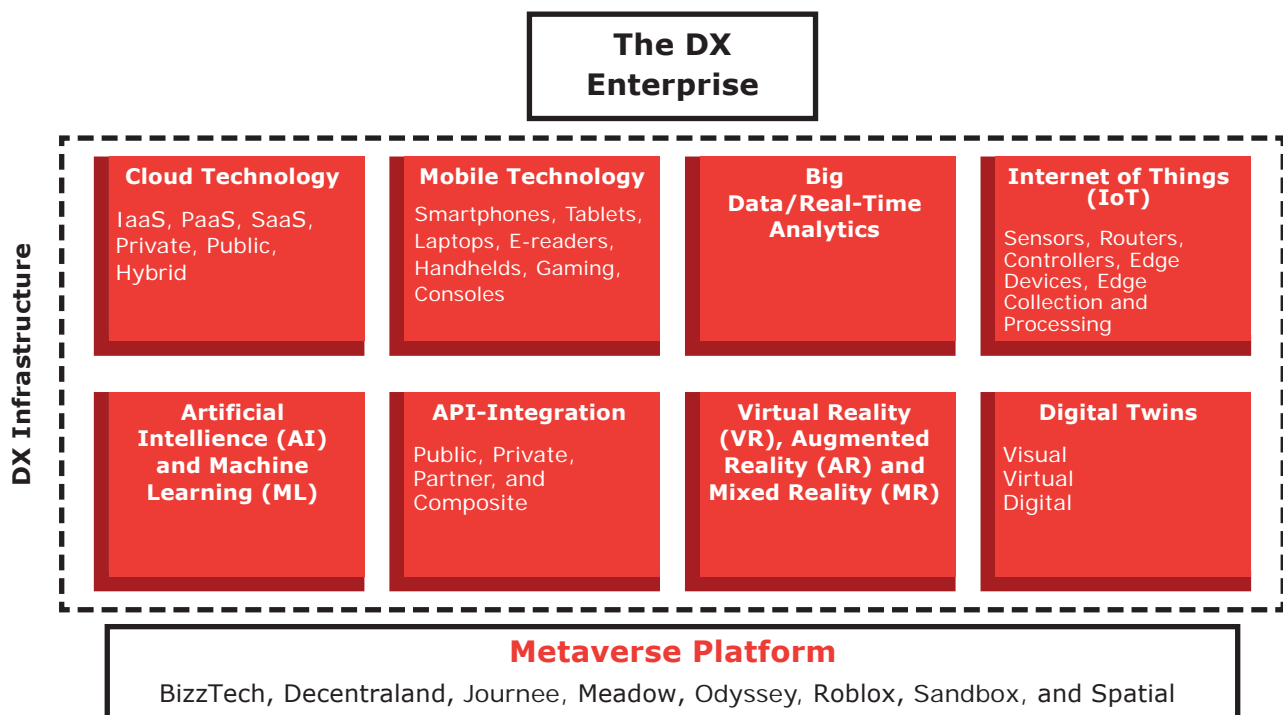 The DX
Enterprise
DX Infrastructure
Cloud Technology
IaaS, PaaS, SaaS,
Private, Public,
Hybrid
Mobile Technology
Smartphones, Tablets,
Laptops, E-readers,
Handhelds, Gaming,
Consoles
Big
Data/Real-Time
Analytics
Internet of Things
(IoT)
Sensors, Routers,
Controllers, Edge
Devices, Edge
Collection and
Processing
Artificial
Intellience (AI)
and Machine
Learning (ML)
API-Integration
Public, Private,
Partner, and
Composite
Virtual Reality
(VR), Augmented
Reality (AR) and
Mixed Reality (MR)
Digital Twins
Visual
Virtual
Digital
Metaverse Platform
BizzTech, Decentraland, Journee, Meadow, Odyssey, Roblox, Sandbox, and Spatial